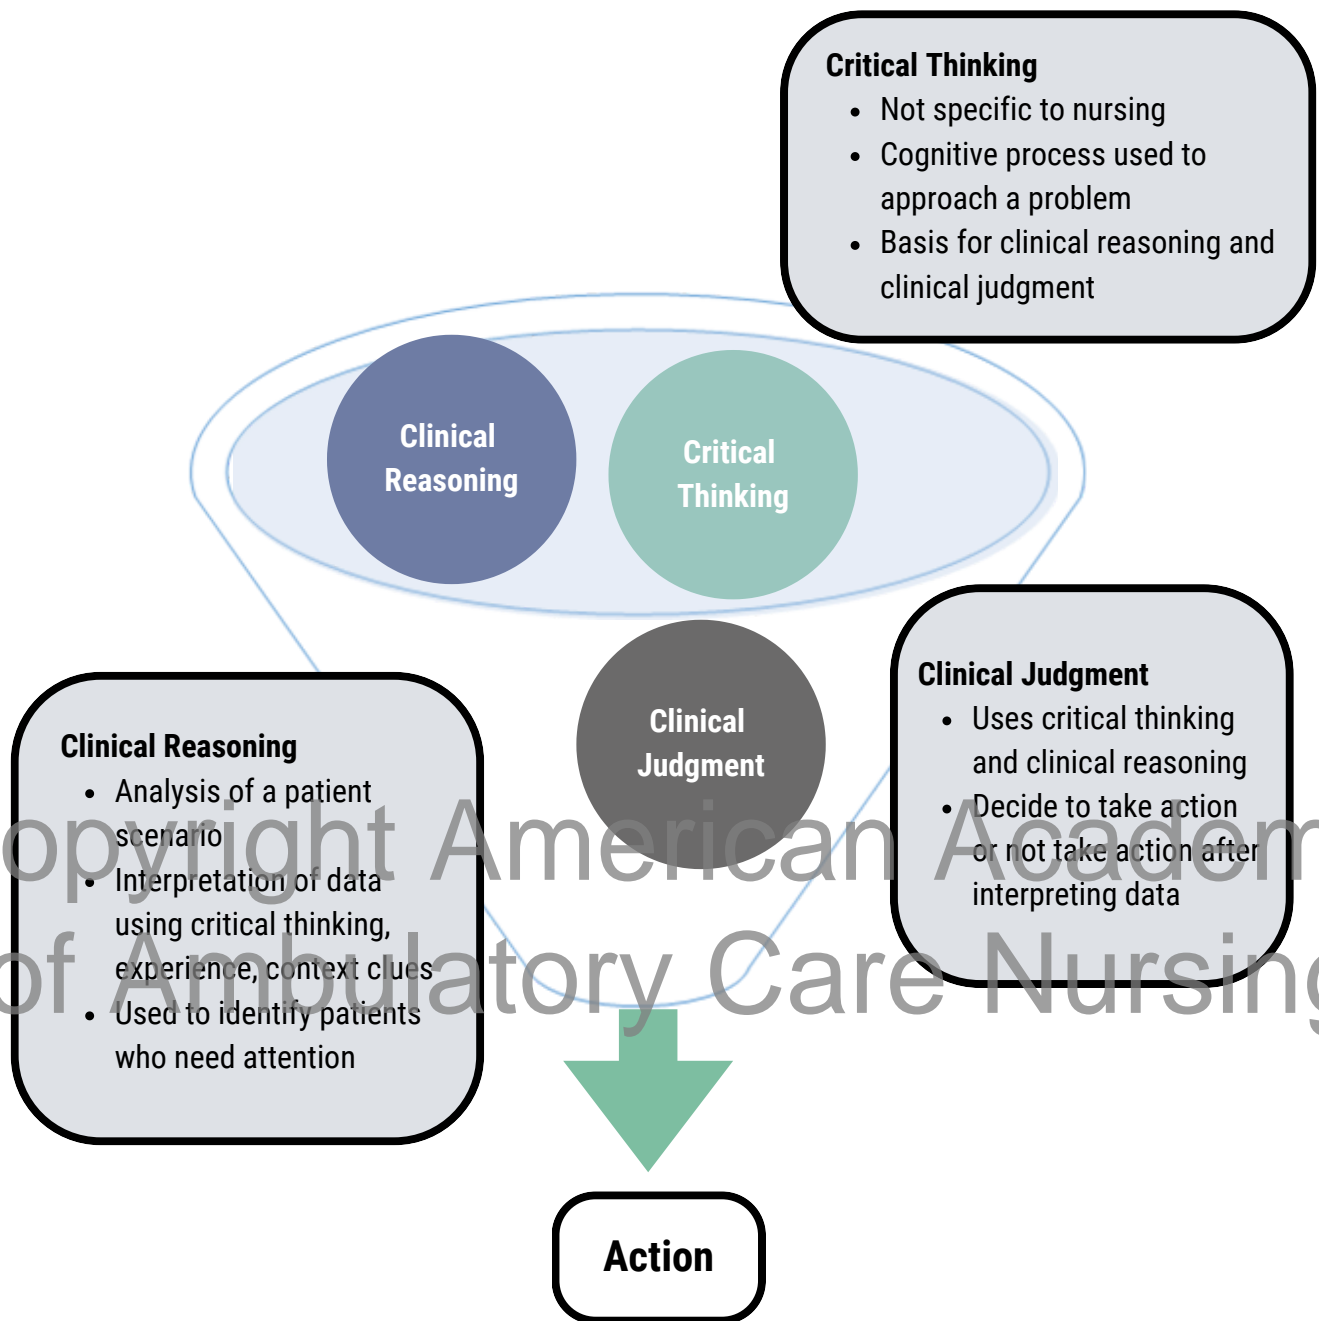 Critical Thinking
Not specific to nursing
Cognitive process used to
approach a problem
Basis for clinical reasoning and
clinical judgment
Clinical
Reasoning
Critical
Thinking
Clinical
Judgment
Clinical Judgment
Uses critical thinking
and clinical reasoning
Decide to take action
or not take action after
interpreting data
Clinical Reasoning
Analysis of a patient
scenario
Interpretation of data
using critical thinking,
experience, context clues
Used to identify patients
who need attention
opyright American Academ
of Ambulatory Care Nursing
Action